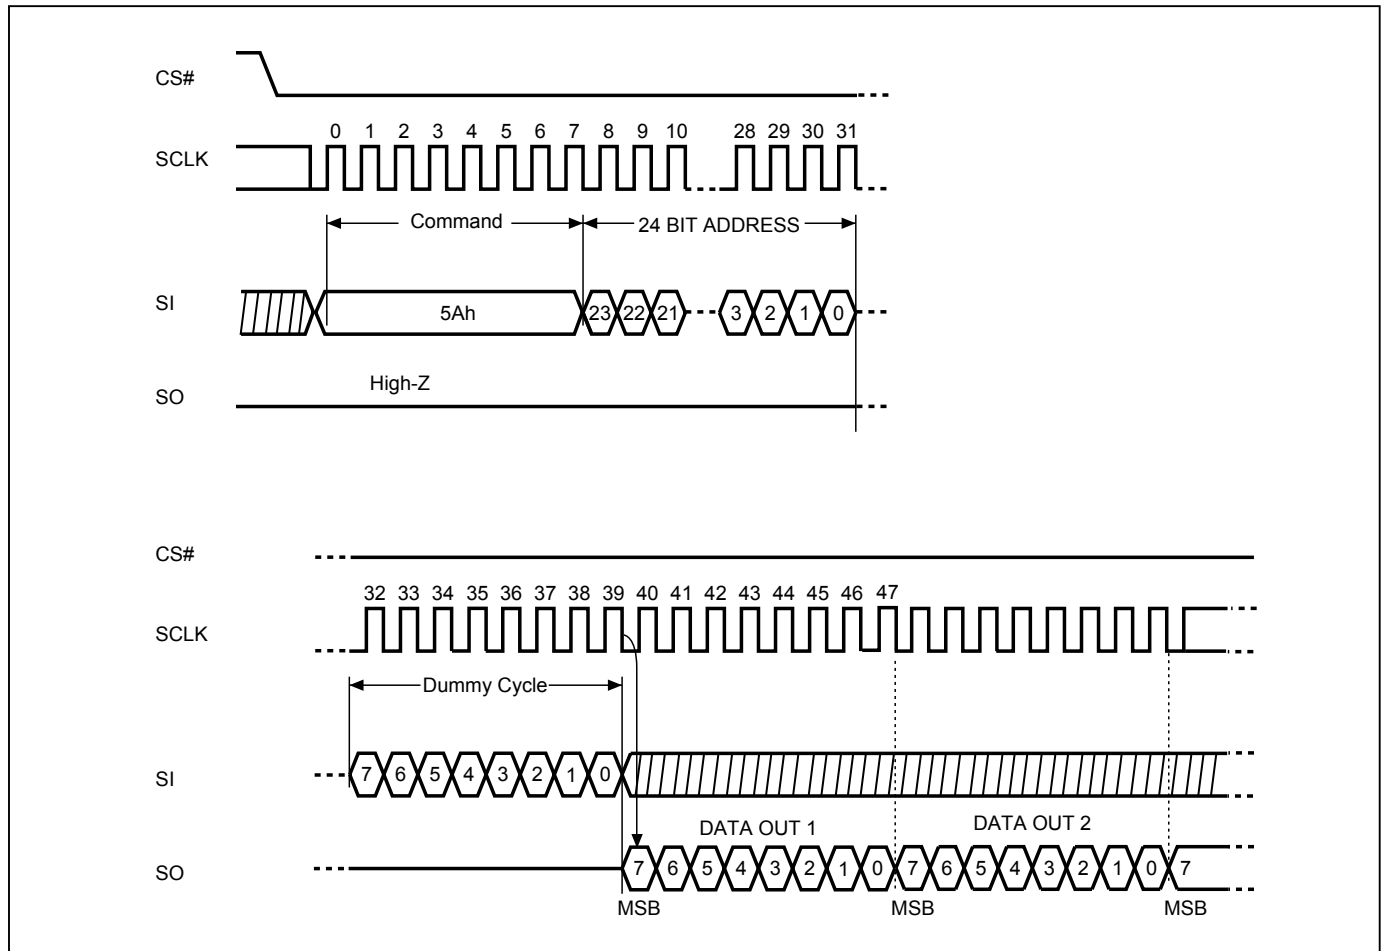 CS#
0 1 2 3 4 5 6 7 8 9 10 28 29 30 31
SCLK
Command 24 BIT ADDRESS
SI 5Ah 23 22 21 3 2 1 0
High-Z
SO
CS#
32 33 34 35 36 37 38 39 40 41 42 43 44 45 46 47
SCLK
Dummy Cycle
SI 7 6 5 4 3 2 1 0
DATA OUT 1 DATA OUT 2
SO 7 6 5 4 3 2 1 0 7 6 5 4 3 2 1 0 7
MSB MSB MSB